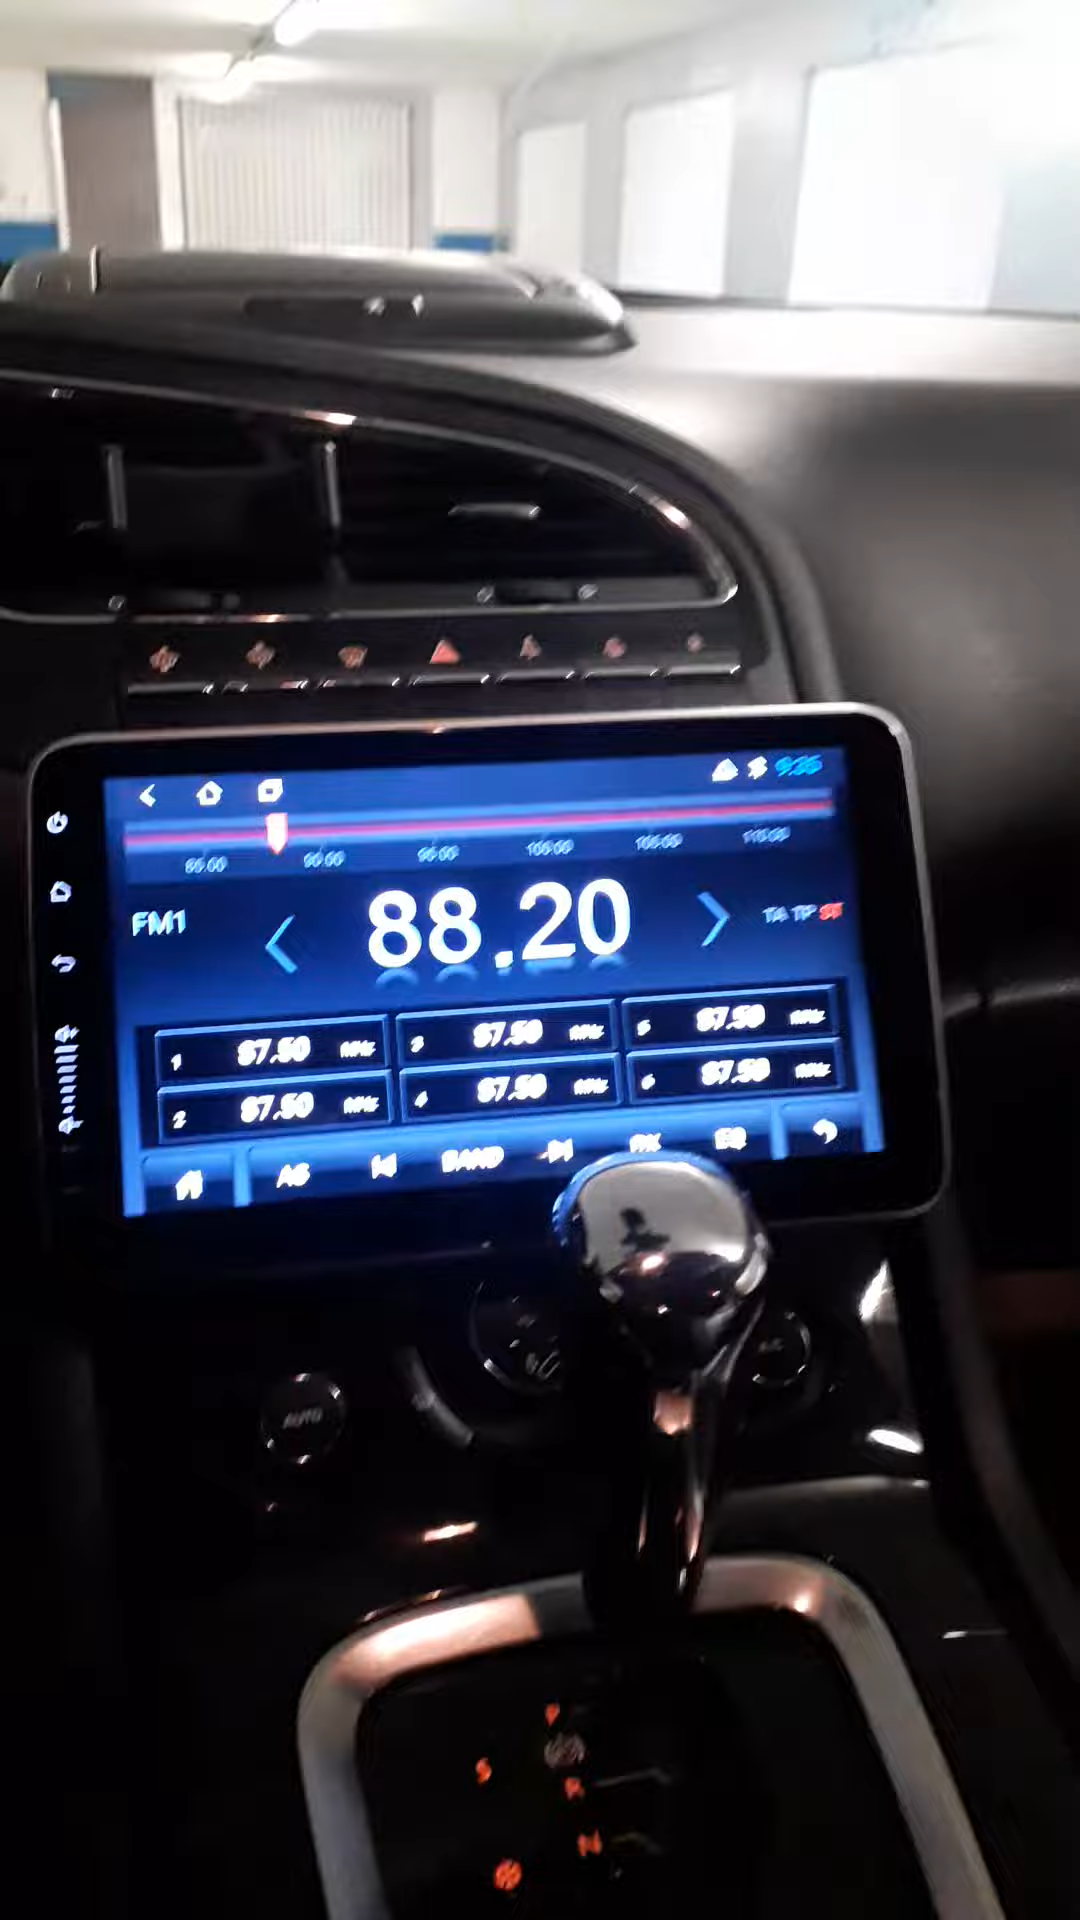 9:35
85.00 90.00 95.00 100.00 105.00 110.00
FM1 88.20 TA TP ST
1 87.50 MHz 3 87.50 MHz 5 87.50 MHz
2 87.50 MHz 4 87.50 MHz 6 87.50 MHz
AS BAND EQ
AUTO A/C
P
S R
N